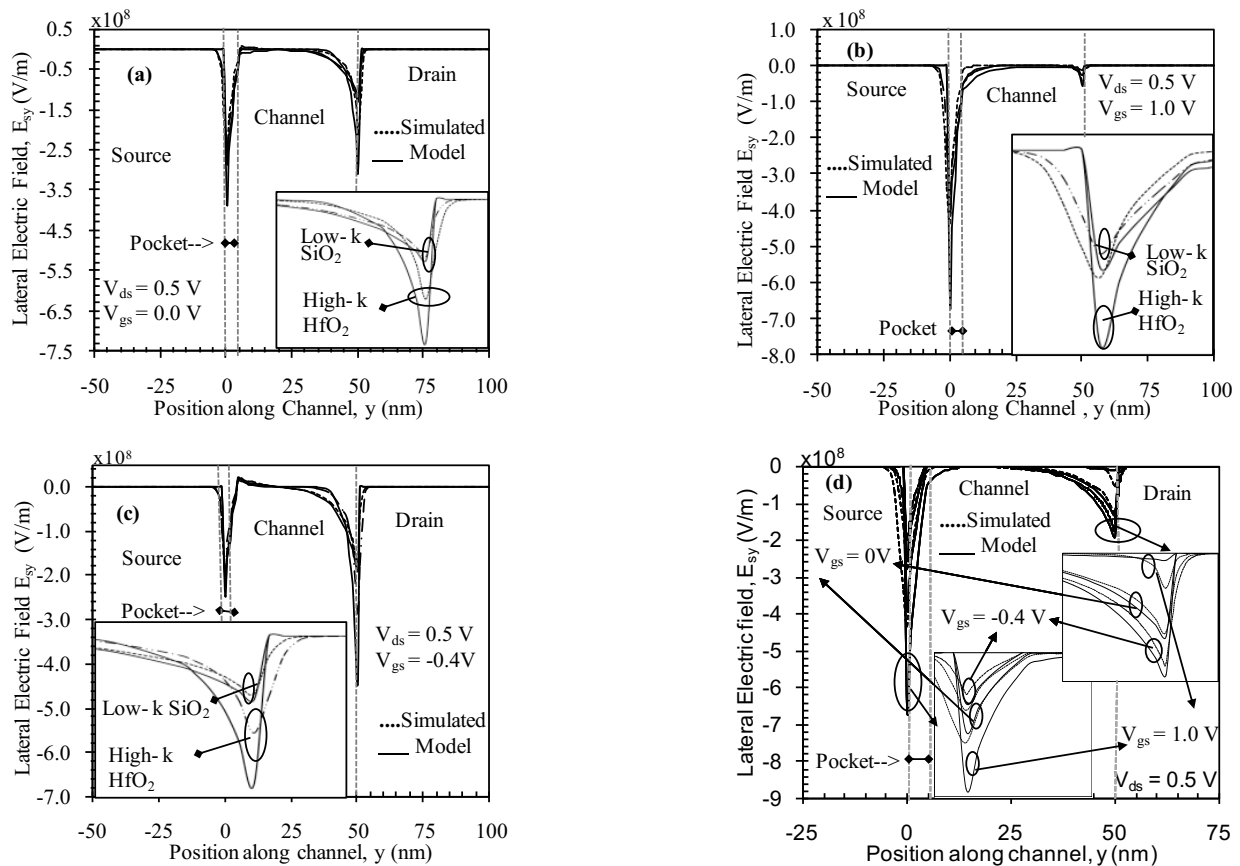 x10⁸
0.5
-0.5
-1.5
-2.5
-3.5
-4.5
-5.5
-6.5
-7.5
Lateral Electric Field, E_sy (V/m)
(a)
Drain
Channel
Simulated
Model
Source
Pocket-->
V_ds = 0.5 V
V_gs = 0.0 V
Low- k
SiO₂
High- k
HfO₂
-50 -25 0 25 50 75 100
Position along Channel, y (nm)
x10⁸
1.0
0.0
-1.0
-2.0
-3.0
-4.0
-5.0
-6.0
-7.0
-8.0
Lateral Electric Field E_sy (V/m)
(b)
Source
Channel
V_ds = 0.5 V
V_gs = 1.0 V
Simulated
Model
Low- k
SiO₂
High- k
HfO₂
Pocket
-50 -25 0 25 50 75 100
Position along Channel , y (nm)
x10⁸
0.0
-1.0
-2.0
-3.0
-4.0
-5.0
-6.0
-7.0
Lateral Electric Field E_sy (V/m)
(c)
Channel
Drain
Source
Pocket-->
V_ds = 0.5 V
V_gs = -0.4V
Low- k SiO₂
High- k
HfO₂
Simulated
Model
-50 -25 0 25 50 75 100
Position along Channel, y (nm)
x10⁸
0
-1
-2
-3
-4
-5
-6
-7
-8
-9
Lateral Electric field, E_sy (V/m)
(d)
Channel
Drain
Source
Simulated
Model
V_gs = 0V
V_gs = -0.4 V
V_gs = 1.0 V
Pocket-->
V_ds = 0.5 V
-25 0 25 50 75
Position along channel, y (nm)